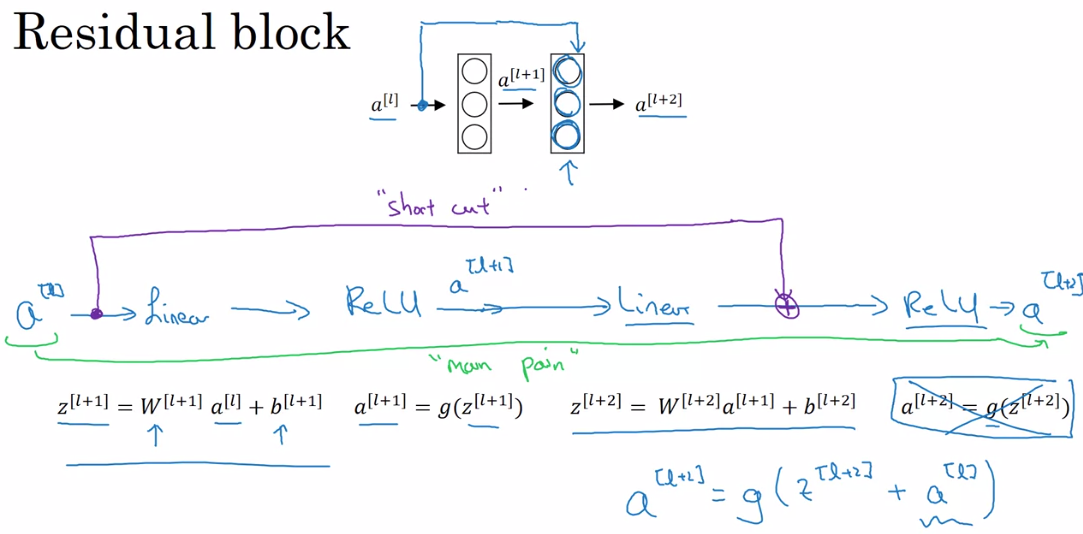 Residual block
a^[l] a^[l+1] a^[l+2]
"short cut"
a^[l] Linear ReLU a^[l+1] Linear ReLU a^[l+2]
"main path"
z^[l+1] = W^[l+1] a^[l] + b^[l+1] a^[l+1] = g(z^[l+1]) z^[l+2] = W^[l+2]a^[l+1] + b^[l+2] a^[l+2] = g(z^[l+2])
a^[l+2] = g(z^[l+2] + a^[l])